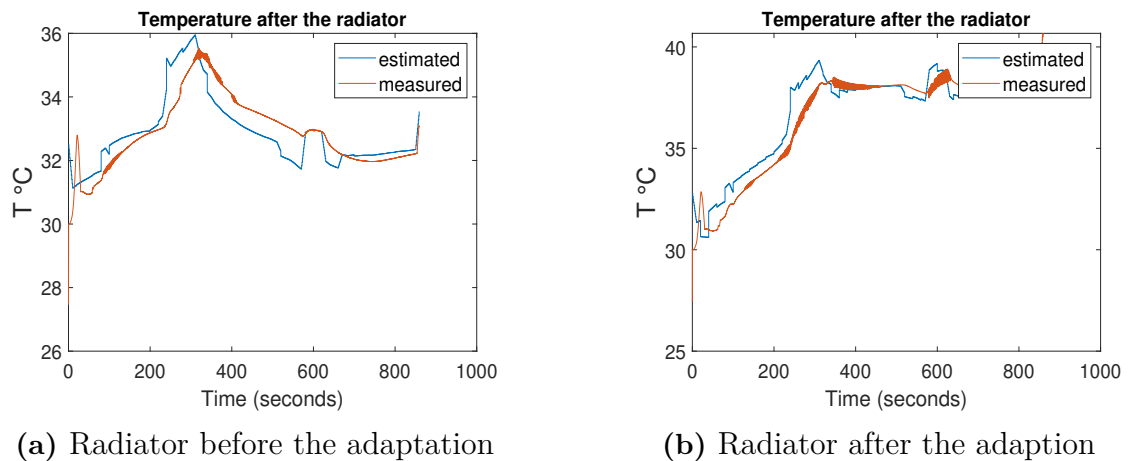 Temperature after the radiator
36
34
32
30
28
26
T °C
estimated
measured
0
200
400
600
800
1000
Time (seconds)
(a) Radiator before the adaptation
Temperature after the radiator
40
35
30
25
T °C
estimated
measured
0
200
400
600
800
1000
Time (seconds)
(b) Radiator after the adaption